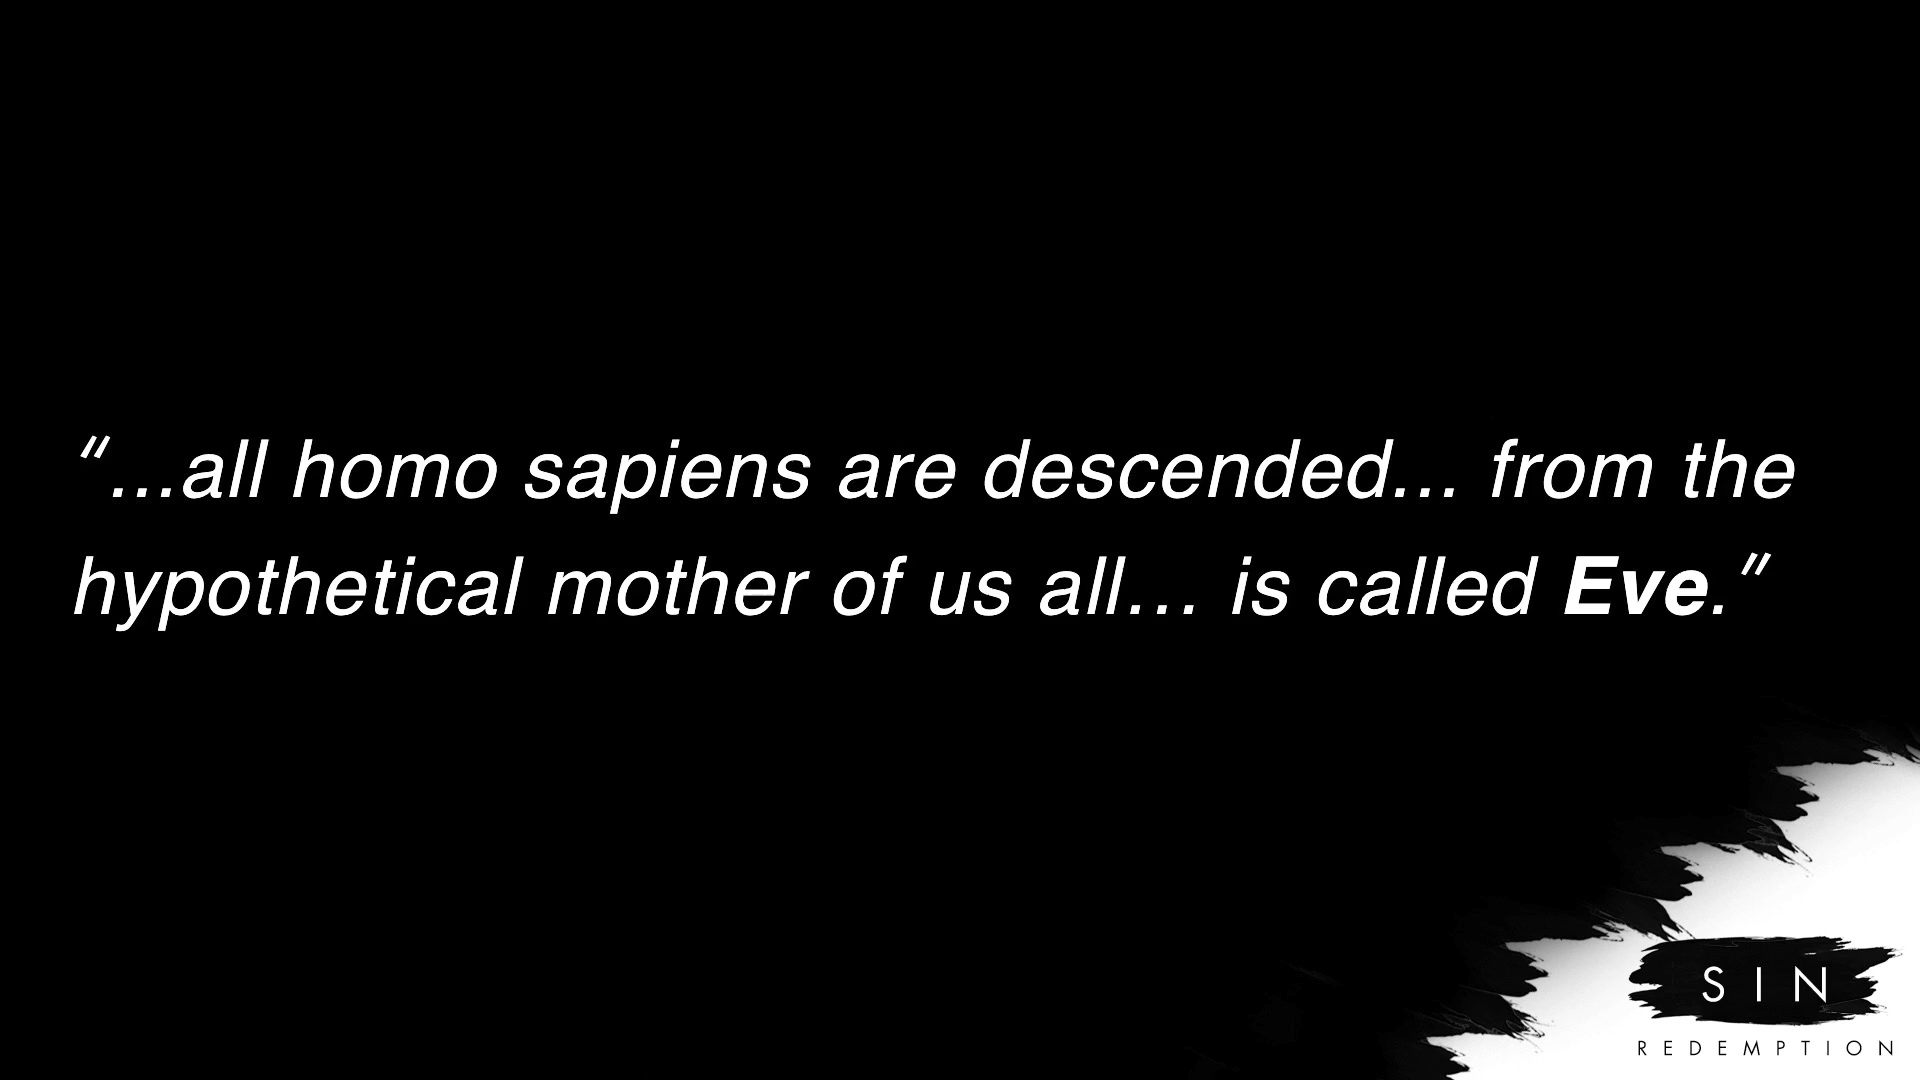 “...all homo sapiens are descended... from the
hypothetical mother of us all… is called Eve.”
SIN
REDEMPTION